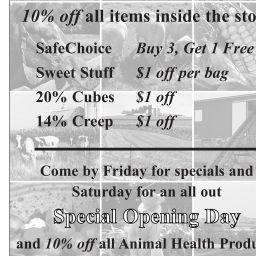 10% off all items inside the sto
SafeChoice Buy 3, Get 1 Free
Sweet Stuff $1 off per bag
20% Cubes $1 off
14% Creep $1 off
Come by Friday for specials and
Saturday for an all out
Special Opening Day
and 10% off all Animal Health Produ